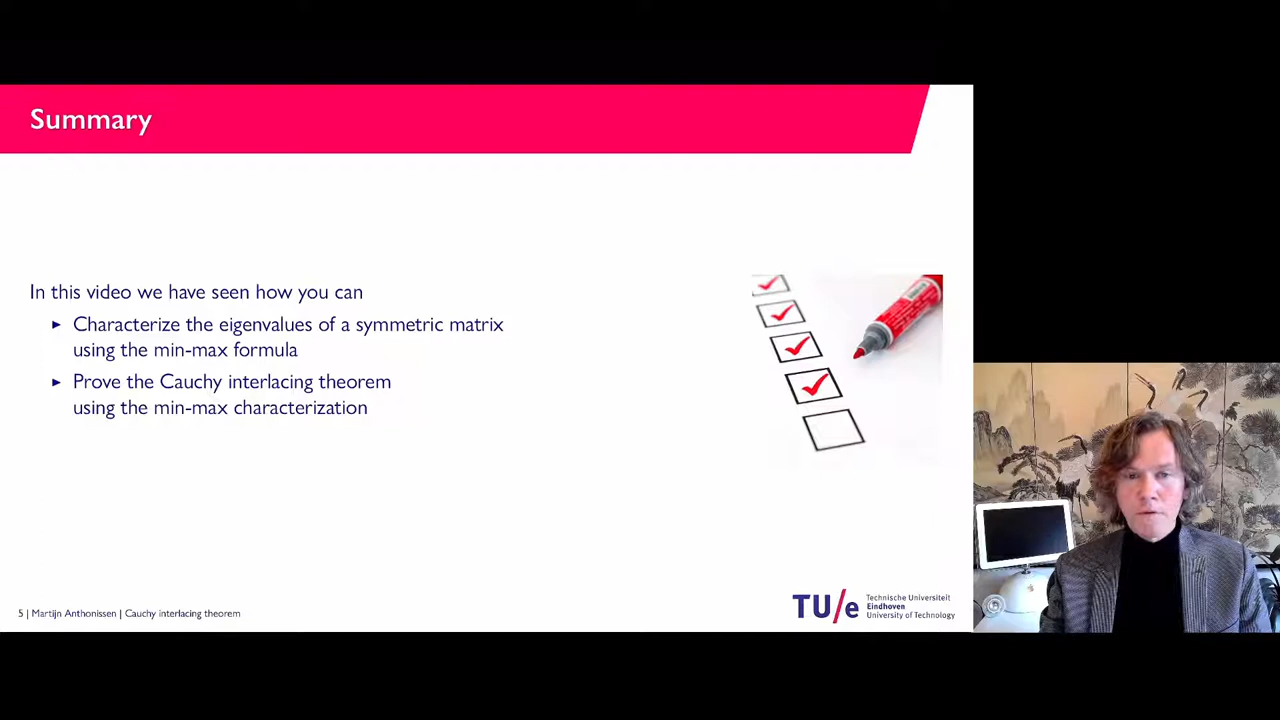 Summary
In this video we have seen how you can
▸ Characterize the eigenvalues of a symmetric matrix
using the min-max formula
▸ Prove the Cauchy interlacing theorem
using the min-max characterization
5 | Martijn Anthonissen | Cauchy interlacing theorem
TU/e
Technische Universiteit
Eindhoven
University of Technology